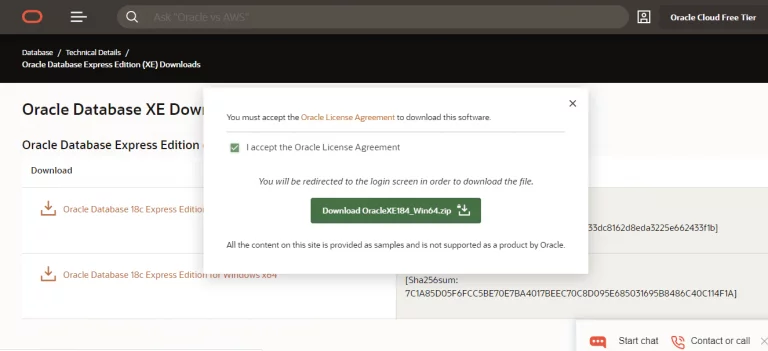 Ask "Oracle vs AWS"
Oracle Cloud Free Tier
Database / Technical Details /
Oracle Database Express Edition (XE) Downloads
Oracle Database XE Dow
Oracle Database Express Edition
Download
Oracle Database 18c Express Edition
33dc8162d8eda3225e662433f1b]
Oracle Database 18c Express Edition for Windows x64
[Sha256sum:
7C1A85D05F6FCC5BE70E7BA4017BEEC70C8D095E685031695B8486C40C114F1A]
You must accept the Oracle License Agreement to download this software.
I accept the Oracle License Agreement
You will be redirected to the login screen in order to download the file.
Download OracleXE184_Win64.zip
All the content on this site is provided as samples and is not supported as a product by Oracle.
Start chat
Contact or call